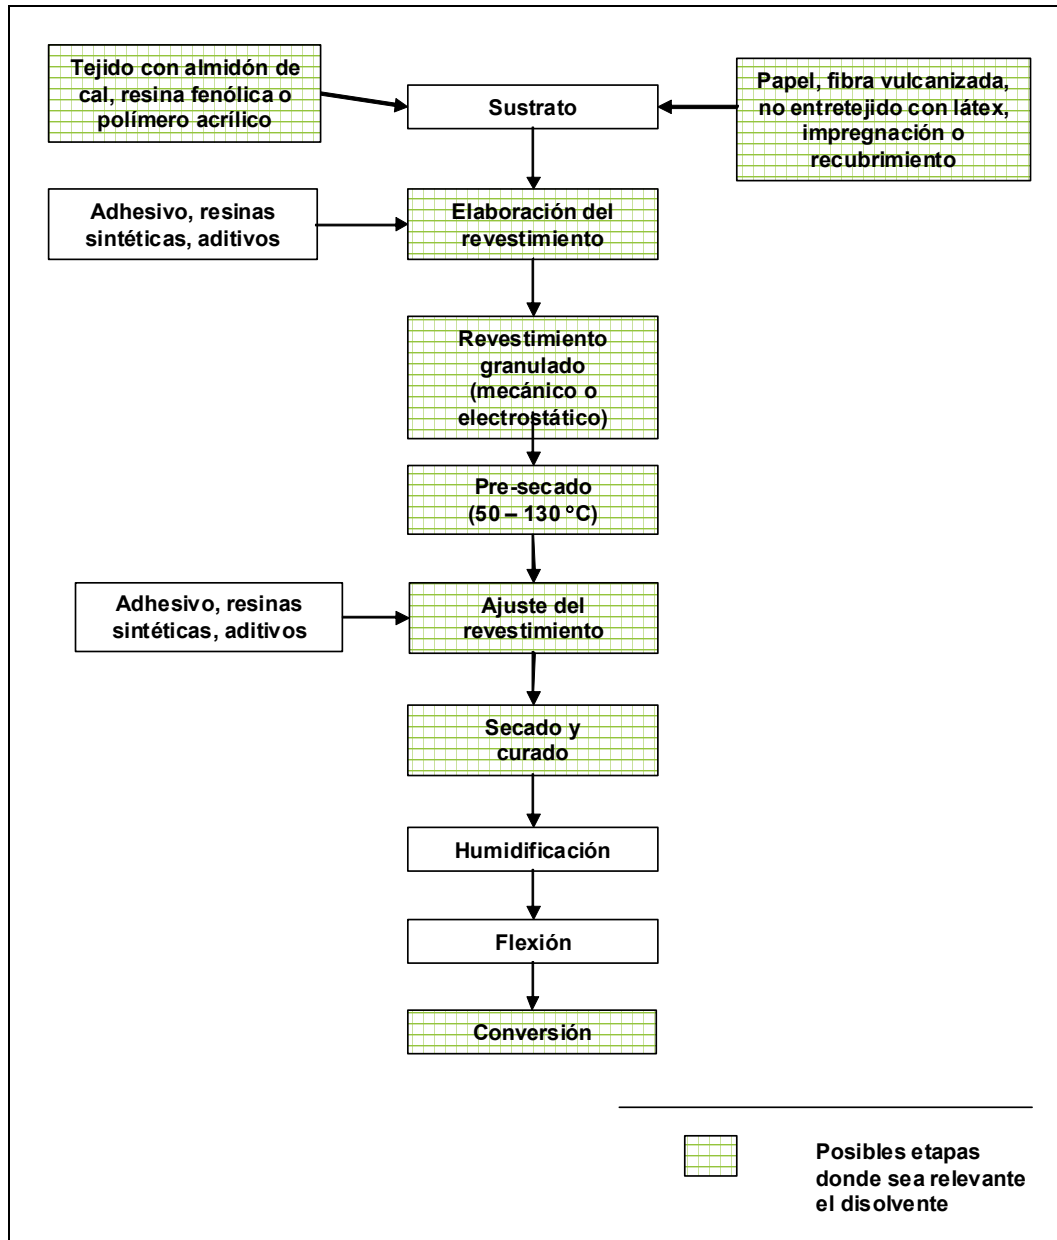 Tejido con almidón de
cal, resina fenólica o
polímero acrílico
Sustrato
Papel, fibra vulcanizada,
no entretejido con látex,
impregnación o
recubrimiento
Adhesivo, resinas
sintéticas, aditivos
Elaboración del
revestimiento
Revestimiento
granulado
(mecánico o
electrostático)
Pre-secado
(50 – 130 °C)
Adhesivo, resinas
sintéticas, aditivos
Ajuste del
revestimiento
Secado y
curado
Humidificación
Flexión
Conversión
Posibles etapas
donde sea relevante
el disolvente